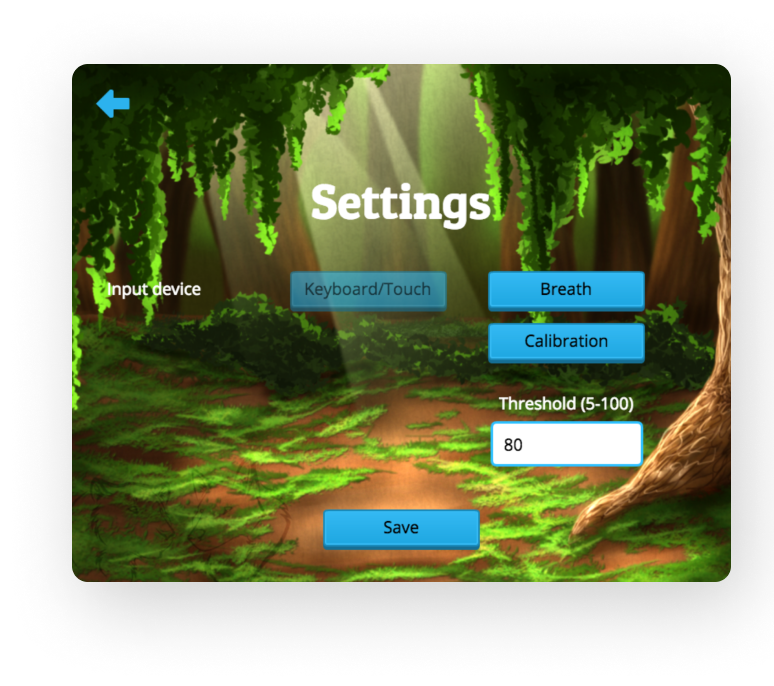 Settings
Input device Keyboard/Touch Breath
Calibration
Threshold (5-100)
80
Save